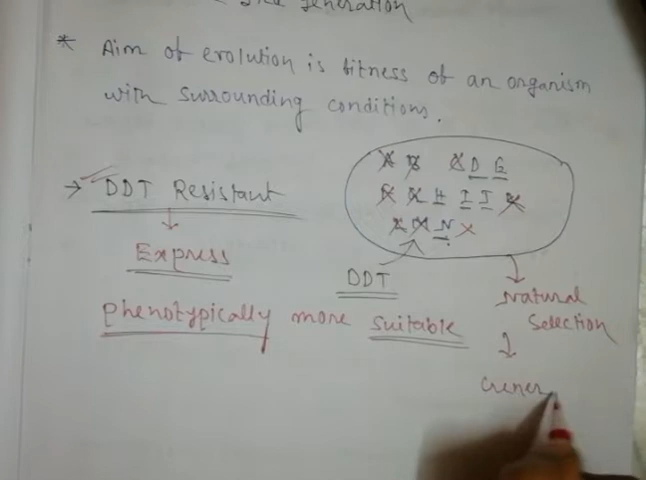 Generation
* Aim of evolution is fitness of an organism
with surrounding conditions.
→ DDT Resistant
Express
Phenotypically more suitable
D G
H I J
N
DDT
Natural
Selection
Gener